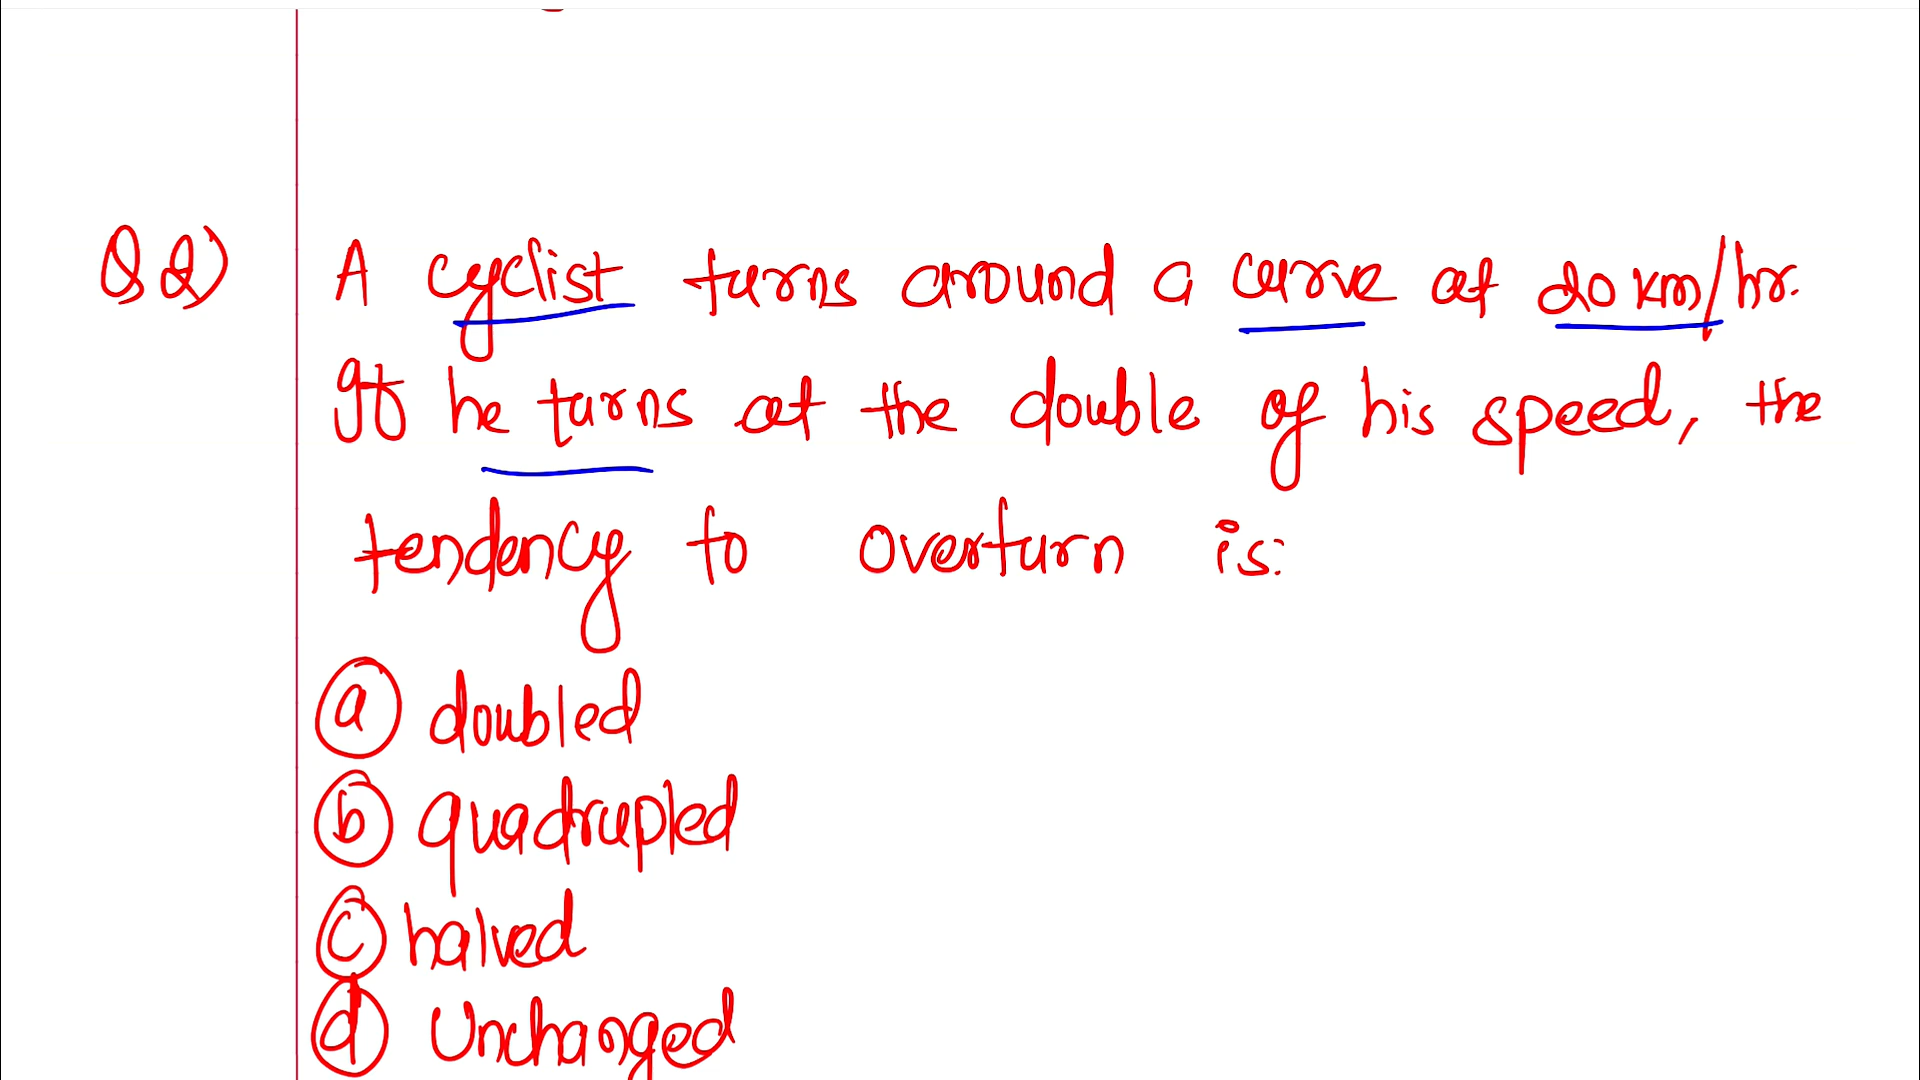 Q2) A cyclist turns around a curve at 20 km/hr.
If he turns at the double of his speed, the
tendency to overturn is:
(a) doubled
(b) quadrupled
(c) halved
(d) Unchanged